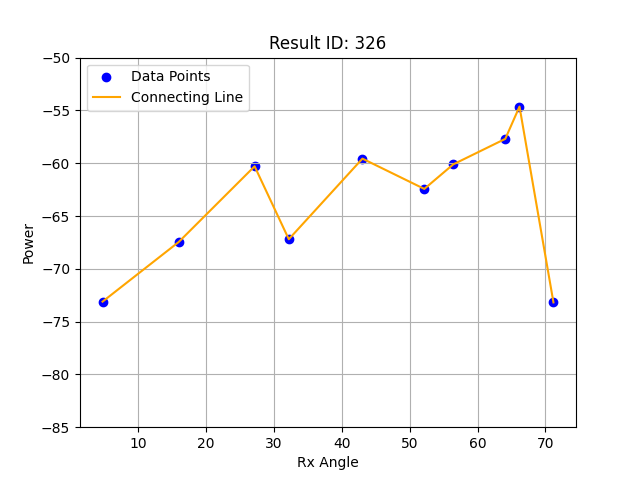 Result ID: 326
Data Points
Connecting Line
Power
−50
−55
−60
−65
−70
−75
−80
−85
10 20 30 40 50 60 70
Rx Angle